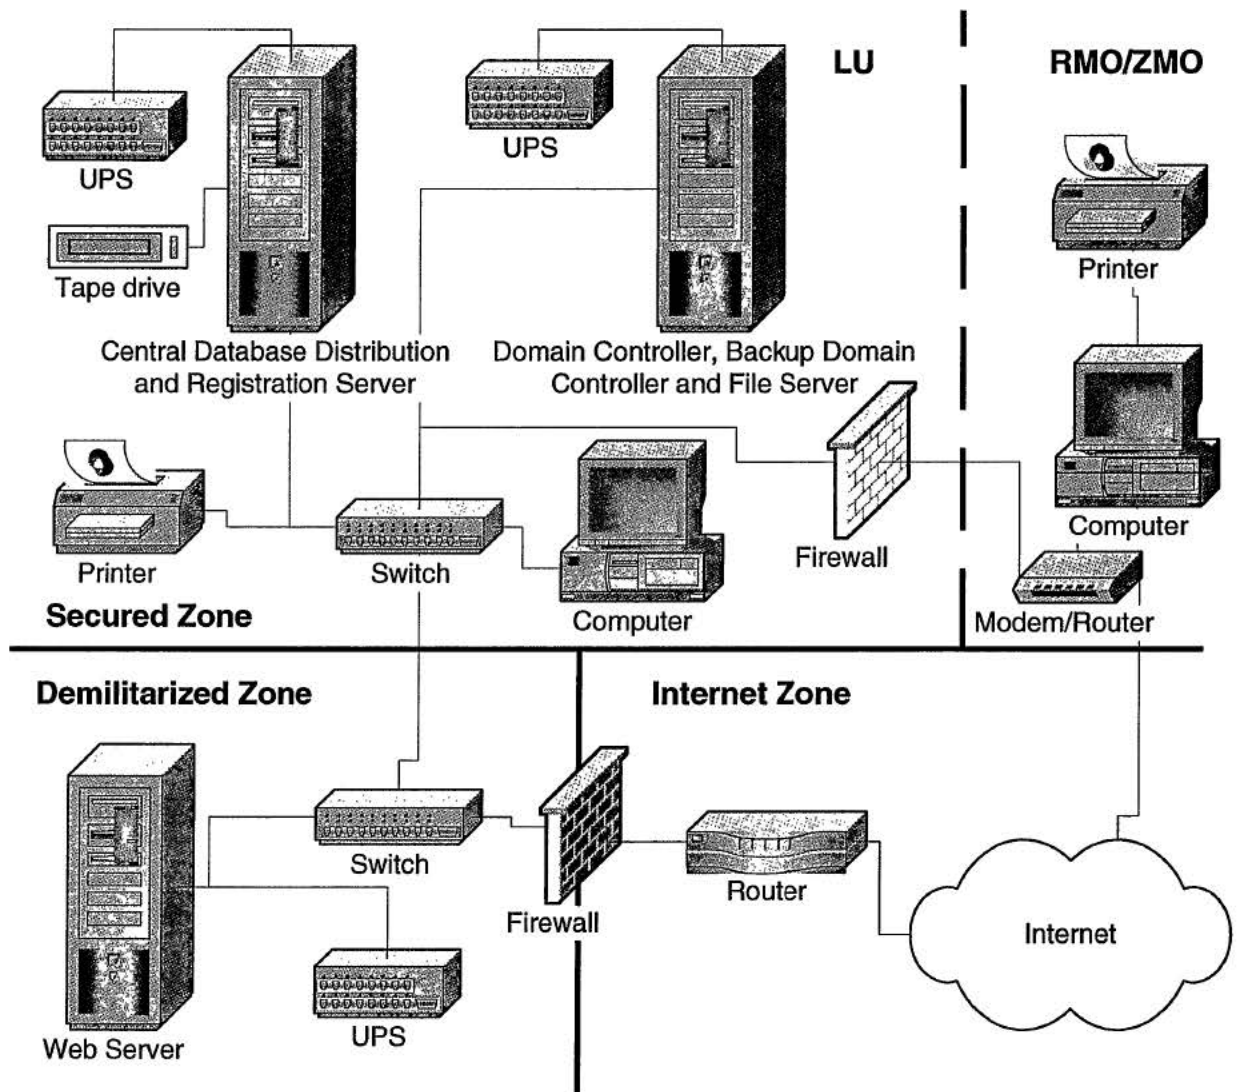 LU
RMO/ZMO
UPS
UPS
Tape drive
Printer
Central Database Distribution
and Registration Server
Domain Controller, Backup Domain
Controller and File Server
Computer
Firewall
Printer
Switch
Computer
Modem/Router
Secured Zone
Demilitarized Zone
Internet Zone
Switch
Router
Firewall
Internet
Web Server
UPS